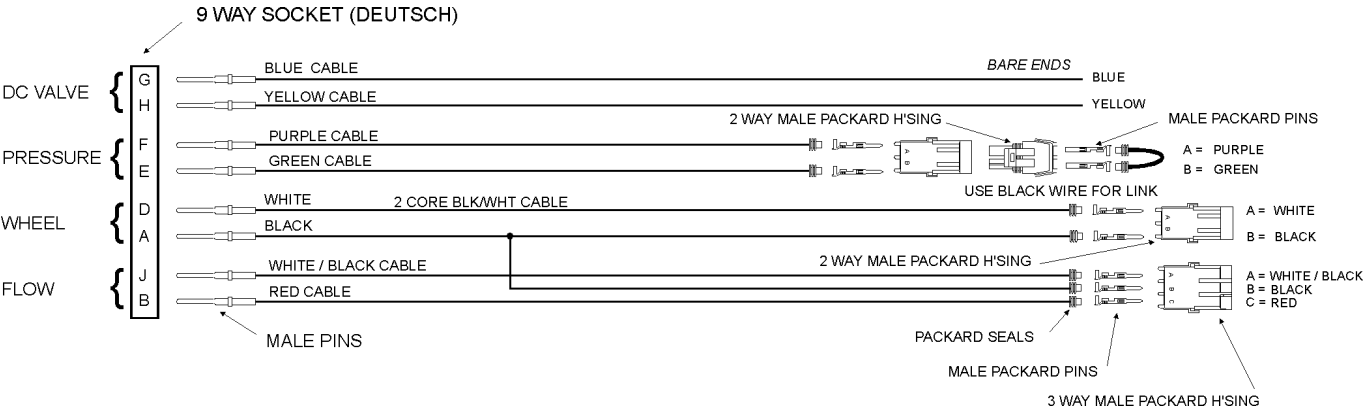 9 WAY SOCKET (DEUTSCH)
DC VALVE
G
BLUE CABLE
BARE ENDS
BLUE
H
YELLOW CABLE
YELLOW
2 WAY MALE PACKARD H'SING
MALE PACKARD PINS
PRESSURE
F
PURPLE CABLE
A = PURPLE
E
GREEN CABLE
A
B
B = GREEN
USE BLACK WIRE FOR LINK
WHEEL
D
WHITE
2 CORE BLK/WHT CABLE
A = WHITE
A
BLACK
A
B
B = BLACK
2 WAY MALE PACKARD H'SING
FLOW
J
WHITE / BLACK CABLE
A = WHITE / BLACK
B = BLACK
B
RED CABLE
A
B
C
C = RED
MALE PINS
PACKARD SEALS
MALE PACKARD PINS
3 WAY MALE PACKARD H'SING